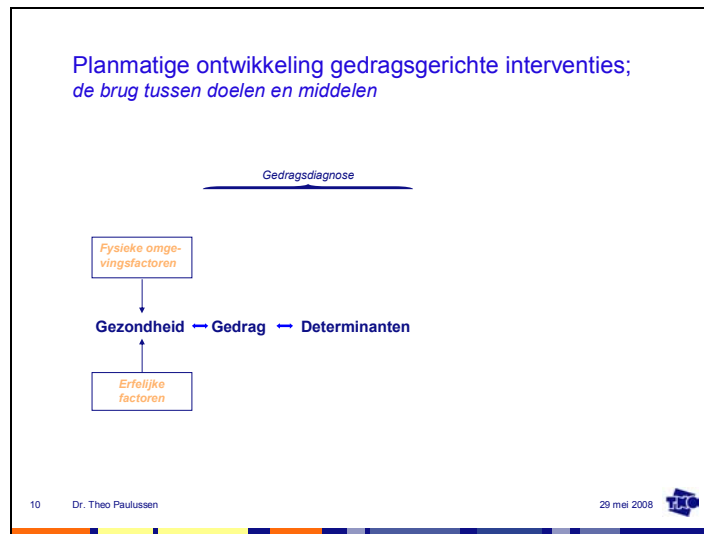 Planmatige ontwikkeling gedragsgerichte interventies;
de brug tussen doelen en middelen
Gedragsdiagnose
Fysieke omge-
vingsfactoren
Gezondheid ↔ Gedrag ↔ Determinanten
Erfelijke
factoren
10 Dr. Theo Paulussen 29 mei 2008 TNO